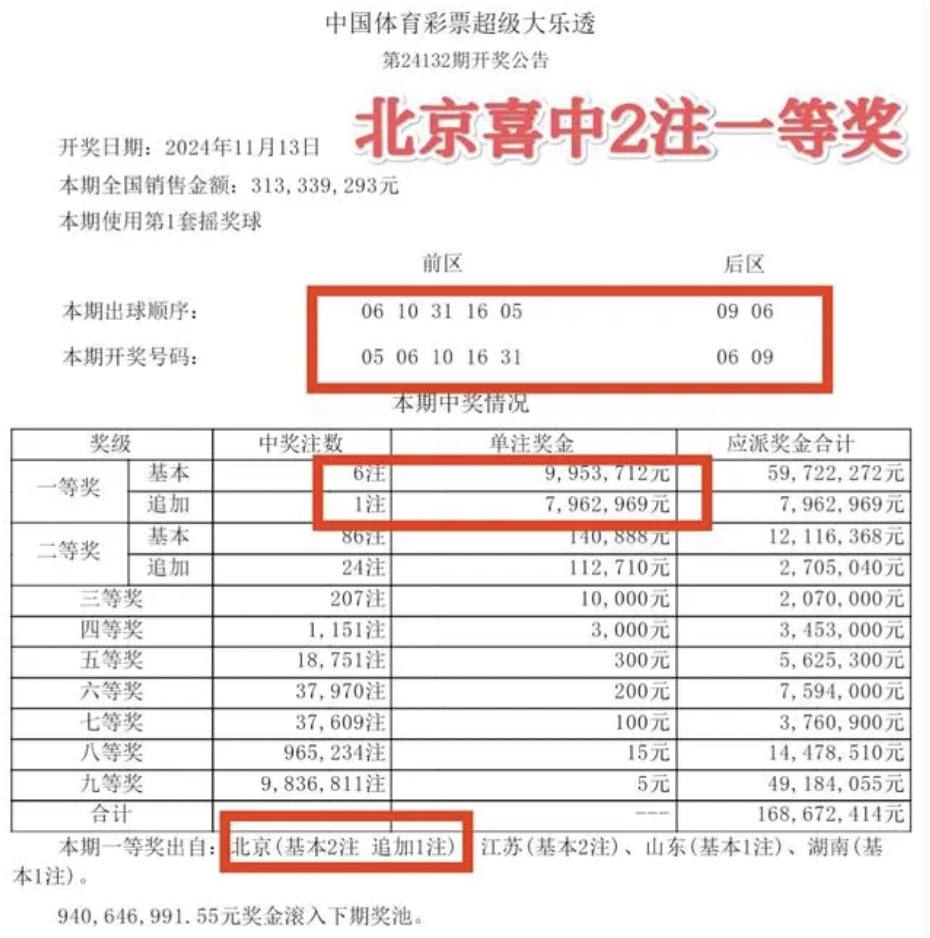 中国体育彩票超级大乐透
第24132期开奖公告
北京喜中2注一等奖
开奖日期：2024年11月13日
本期全国销售金额：313,339,293元
本期使用第1套摇奖球
前区 后区
本期出球顺序： 06 10 31 16 05 09 06
本期开奖号码： 05 06 10 16 31 06 09
本期中奖情况
奖级 中奖注数 单注奖金 应派奖金合计
一等奖 基本 6注 9,953,712元 59,722,272元
追加 1注 7,962,969元 7,962,969元
二等奖 基本 86注 140,888元 12,116,368元
追加 24注 112,710元 2,705,040元
三等奖 207注 10,000元 2,070,000元
四等奖 1,151注 3,000元 3,453,000元
五等奖 18,751注 300元 5,625,300元
六等奖 37,970注 200元 7,594,000元
七等奖 37,609注 100元 3,760,900元
八等奖 965,234注 15元 14,478,510元
九等奖 9,836,811注 5元 49,184,055元
合计 --- 168,672,414元
本期一等奖出自：北京(基本2注 追加1注)、江苏(基本2注)、山东(基本1注)、湖南(基
本1注)。
940,646,991.55元奖金滚入下期奖池。